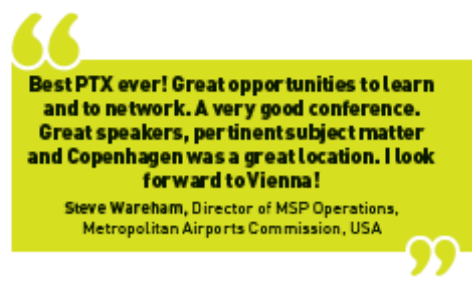 Best PTX ever! Great opportunities to learn
and to network. A very good conference.
Great speakers, pertinent subject matter
and Copenhagen was a great location. I look
forward to Vienna!
Steve Wareham, Director of MSP Operations,
Metropolitan Airports Commission, USA